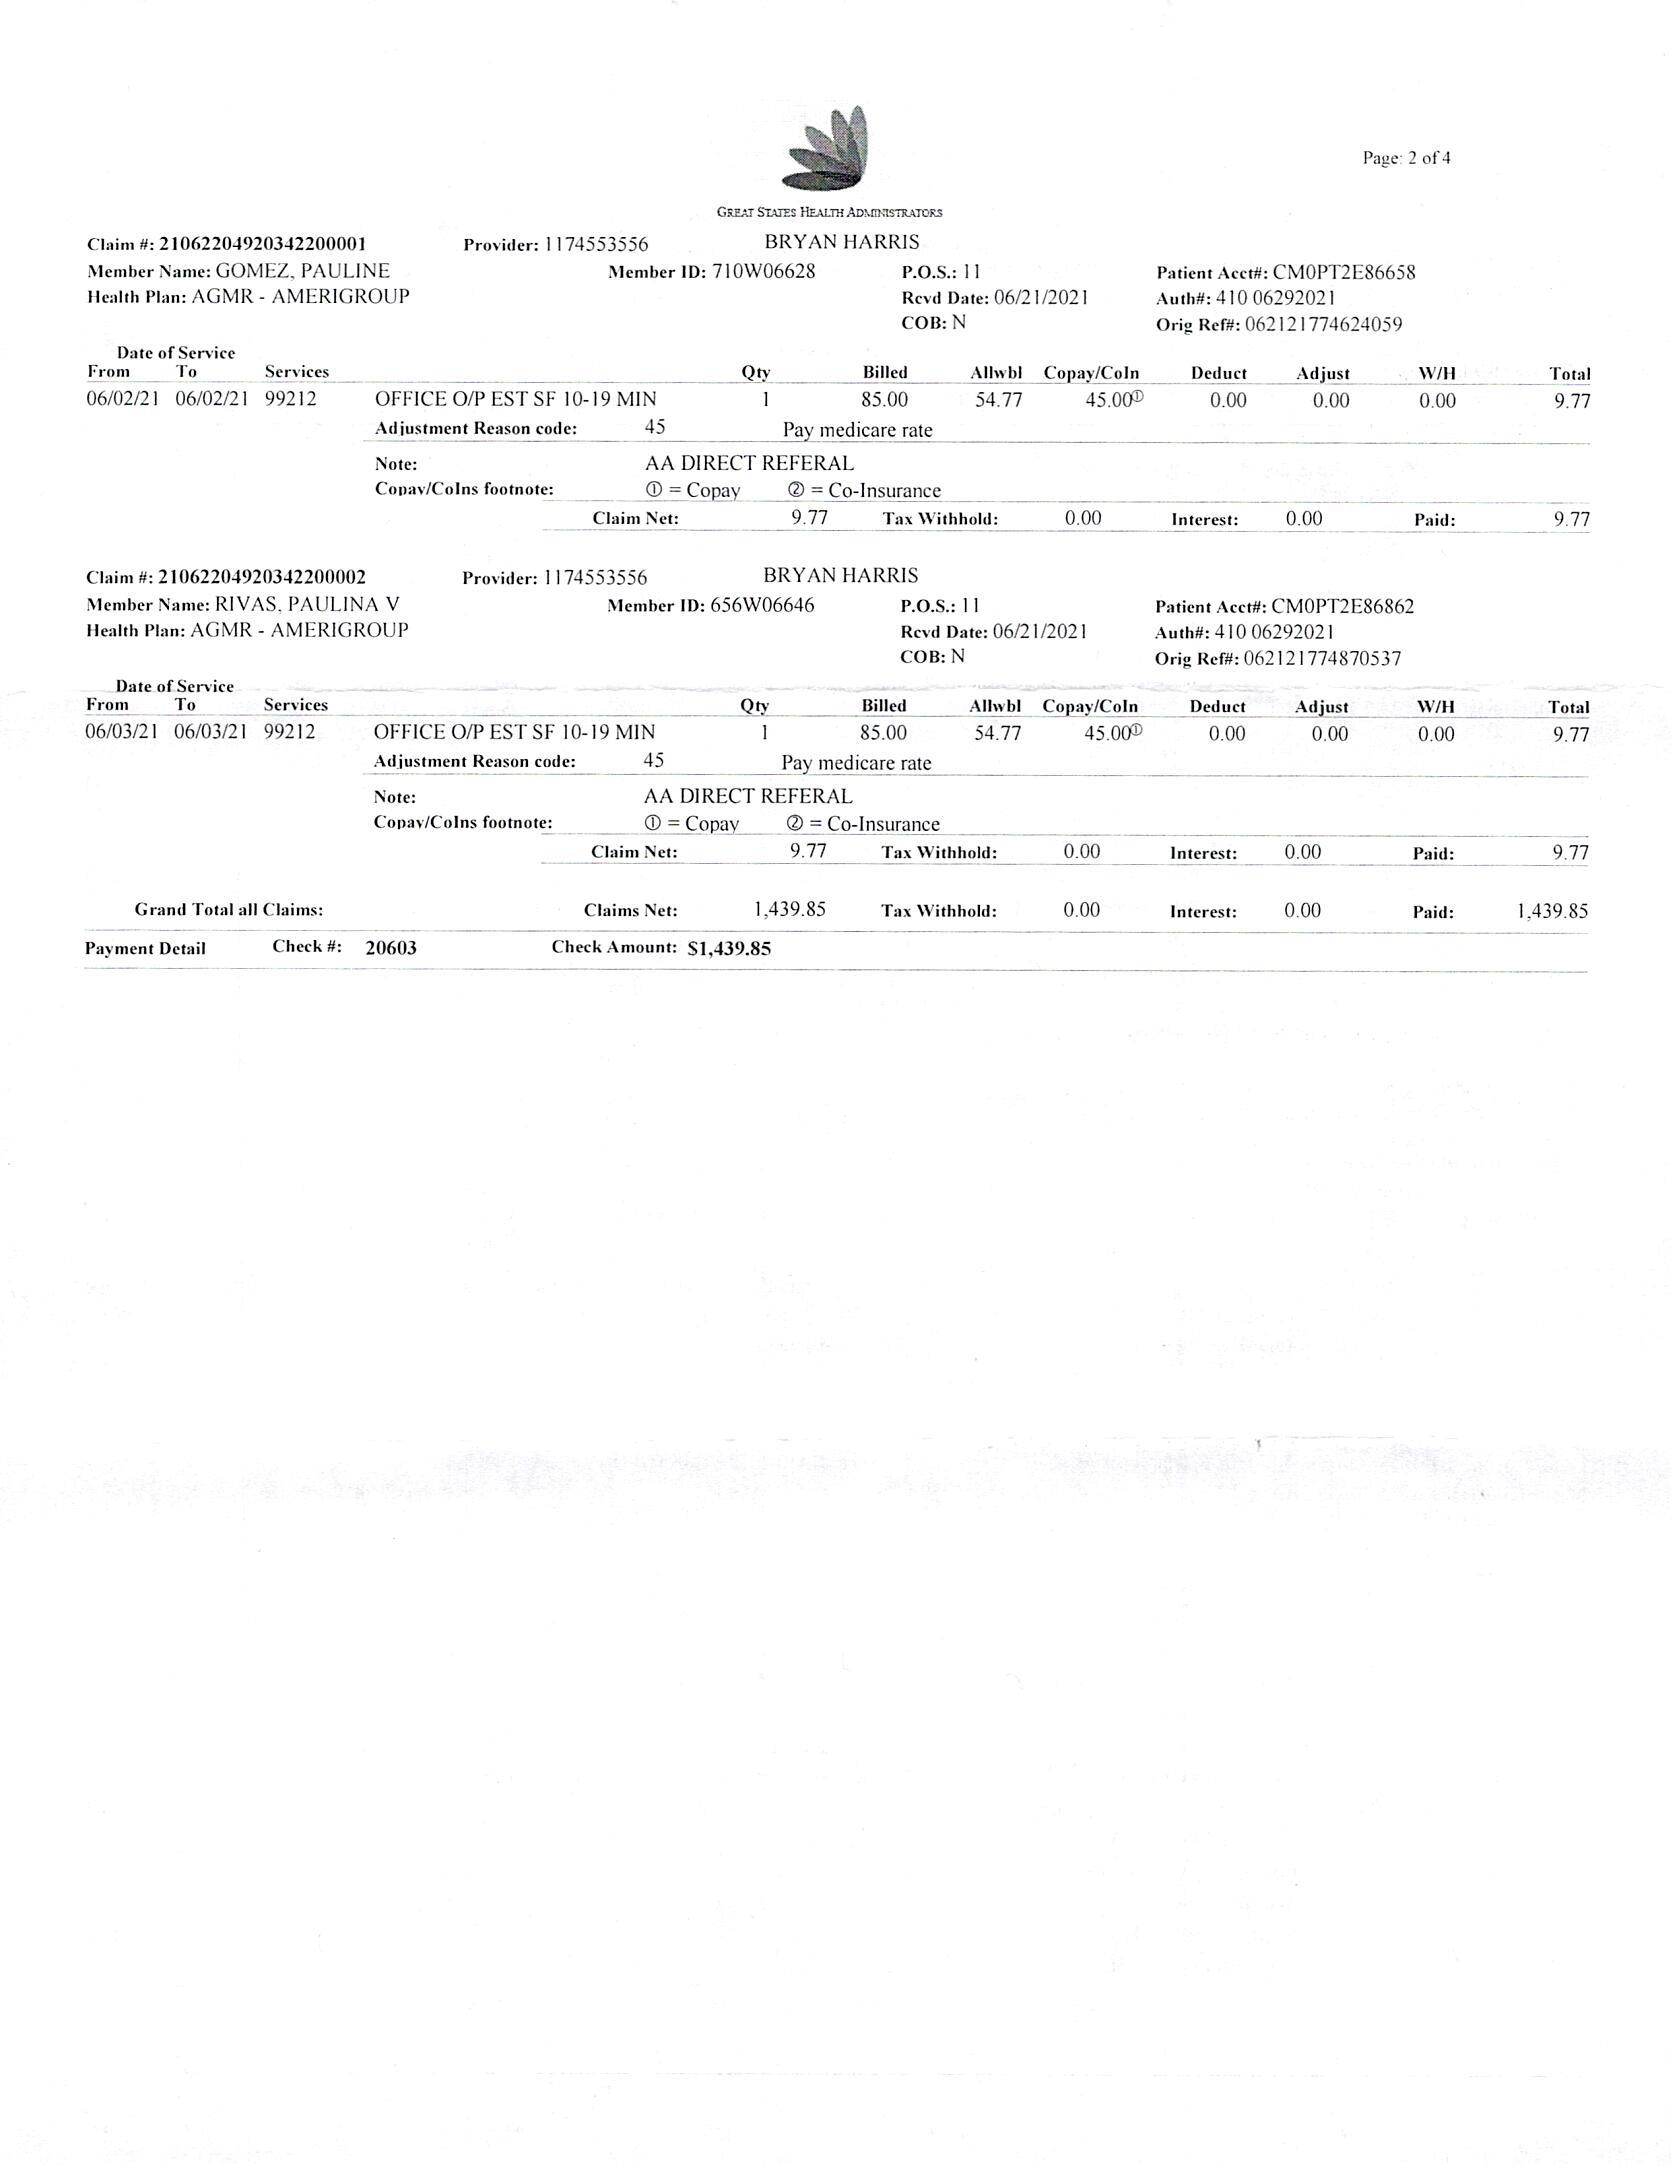 Page: 2 of 4
GREAT STATES HEALTH ADMINISTRATORS
Claim #: 21062204920342200001 Provider: 1174553556 BRYAN HARRIS
Member Name: GOMEZ, PAULINE Member ID: 710W06628 P.O.S.: 11 Patient Acct#: CM0PT2E86658
Health Plan: AGMR - AMERIGROUP Rcvd Date: 06/21/2021 Auth#: 410 06292021
COB: N Orig Ref#: 062121774624059
Date of Service
From To Services Qty Billed Allwbl Copay/CoIn Deduct Adjust W/H Total
06/02/21 06/02/21 99212 OFFICE O/P EST SF 10-19 MIN 1 85.00 54.77 45.00① 0.00 0.00 0.00 9.77
Adjustment Reason code: 45 Pay medicare rate
Note: AA DIRECT REFERAL
Copay/CoIns footnote: ① = Copay ② = Co-Insurance
Claim Net: 9.77 Tax Withhold: 0.00 Interest: 0.00 Paid: 9.77
Claim #: 21062204920342200002 Provider: 1174553556 BRYAN HARRIS
Member Name: RIVAS, PAULINA V Member ID: 656W06646 P.O.S.: 11 Patient Acct#: CM0PT2E86862
Health Plan: AGMR - AMERIGROUP Rcvd Date: 06/21/2021 Auth#: 410 06292021
COB: N Orig Ref#: 062121774870537
Date of Service
From To Services Qty Billed Allwbl Copay/CoIn Deduct Adjust W/H Total
06/03/21 06/03/21 99212 OFFICE O/P EST SF 10-19 MIN 1 85.00 54.77 45.00① 0.00 0.00 0.00 9.77
Adjustment Reason code: 45 Pay medicare rate
Note: AA DIRECT REFERAL
Copay/CoIns footnote: ① = Copay ② = Co-Insurance
Claim Net: 9.77 Tax Withhold: 0.00 Interest: 0.00 Paid: 9.77
Grand Total all Claims: Claims Net: 1,439.85 Tax Withhold: 0.00 Interest: 0.00 Paid: 1,439.85
Payment Detail Check #: 20603 Check Amount: $1,439.85